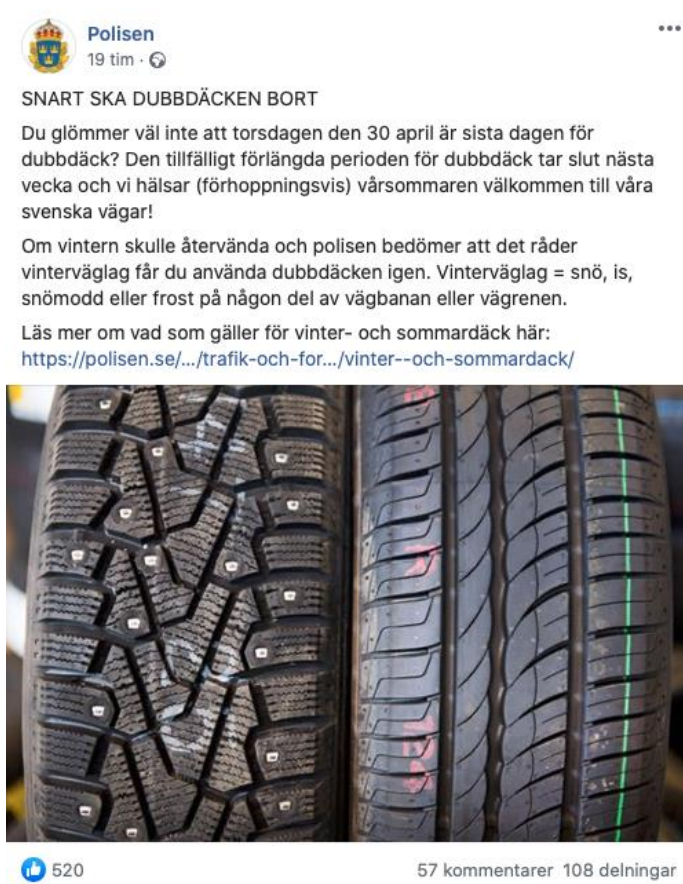 Polisen
19 tim ·
SNART SKA DUBBDÄCKEN BORT
Du glömmer väl inte att torsdagen den 30 april är sista dagen för
dubbdäck? Den tillfälligt förlängda perioden för dubbdäck tar slut nästa
vecka och vi hälsar (förhoppningsvis) vårsommaren välkommen till våra
svenska vägar!
Om vintern skulle återvända och polisen bedömer att det råder
vinterväglag får du använda dubbdäcken igen. Vinterväglag = snö, is,
snömodd eller frost på någon del av vägbanan eller vägrenen.
Läs mer om vad som gäller för vinter- och sommardäck här:
https://polisen.se/.../trafik-och-for.../vinter--och-sommardack/
520
57 kommentarer 108 delningar